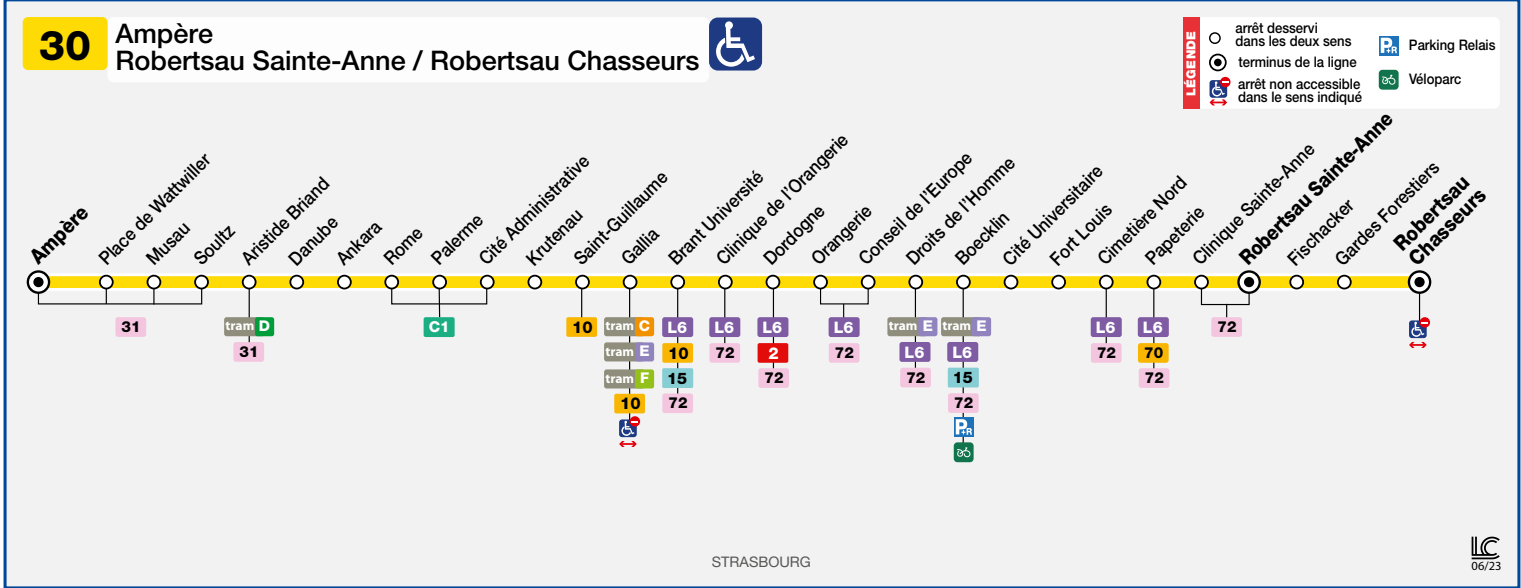 30
Ampère
Robertsau Sainte-Anne / Robertsau Chasseurs
LÉGENDE
arrêt desservi
dans les deux sens
terminus de la ligne
arrêt non accessible
dans le sens indiqué
P+R Parking Relais
Véloparc
Ampère
Place de Wattwiller
Musau
Soultz
Aristide Briand
Danube
Ankara
Rome
Palerme
Cité Administrative
Krutenau
Saint-Guillaume
Gallia
Brant Université
Clinique de l'Orangerie
Dordogne
Orangerie
Conseil de l'Europe
Droits de l'Homme
Boecklin
Cité Universitaire
Fort Louis
Cimetière Nord
Papeterie
Clinique Sainte-Anne
Robertsau Sainte-Anne
Fischacker
Gardes Forestiers
Robertsau
Chasseurs
31
tram D
31
C1
10
tram C
tram E
tram F
10
L6
10
15
72
L6
72
L6
2
72
L6
72
tram E
L6
72
tram E
L6
15
72
P+R
L6
72
L6
70
72
72
STRASBOURG
LC
06/23